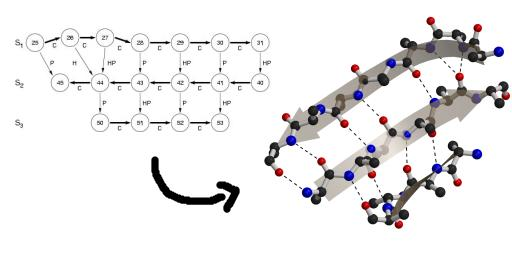 S1 25 26 27 28 29 30 31
C C C C C C
P H HP P HP P HP
S2 45 44 43 42 41 40
C C C C C
P HP P HP
S3 50 51 52 53
C C C